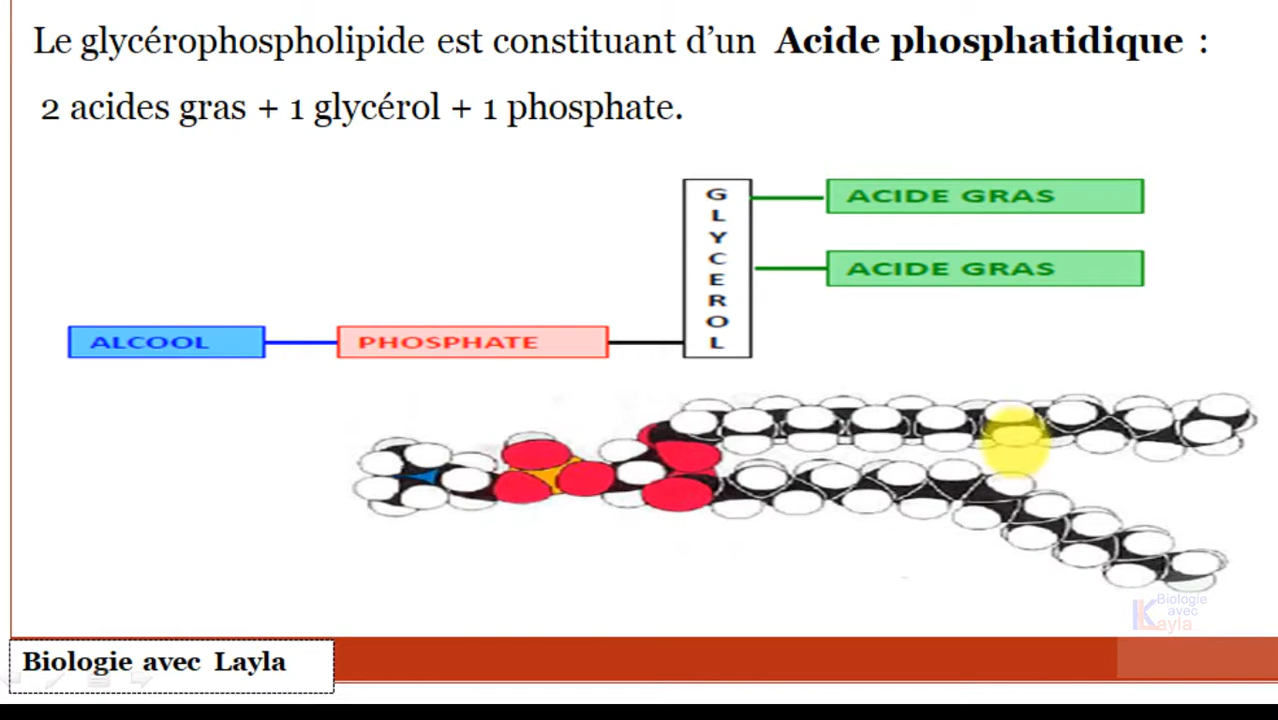 Le glycérophospholipide est constituant d’un Acide phosphatidique :
2 acides gras + 1 glycérol + 1 phosphate.
GLYCEROL
ACIDE GRAS
ACIDE GRAS
ALCOOL
PHOSPHATE
Biologie
avec
Layla
Biologie avec Layla